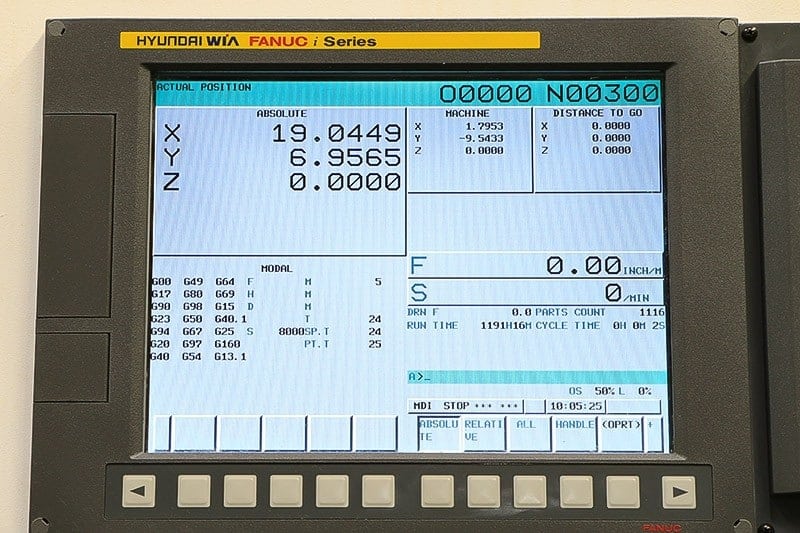 HYUNDAI WIA FANUC i Series
ACTUAL POSITION O0000 N00300
ABSOLUTE
X 19.0449
Y 6.9565
Z 0.0000
MACHINE
X 1.7953
Y -9.5433
Z 0.0000
DISTANCE TO GO
X 0.0000
Y 0.0000
Z 0.0000
MODAL
G00 G49 G64 F M 5
G17 G80 G69 H M
G90 G98 G15 D M
G23 G50 G40.1 T 24
G94 G67 G25 S 8000 SP.T 24
G20 G97 G160 PT.T 25
G40 G54 G13.1
F 0.00 INCH/M
S 0 /MIN
DRN F 0.0 PARTS COUNT 1116
RUN TIME 1191H16M CYCLE TIME 0H 0M 2S
A>_
OS 50% L 0%
MDI STOP *** *** 10:05:25
ABSOLUTE RELATIVE ALL HANDLE (OPRT) +
FANUC